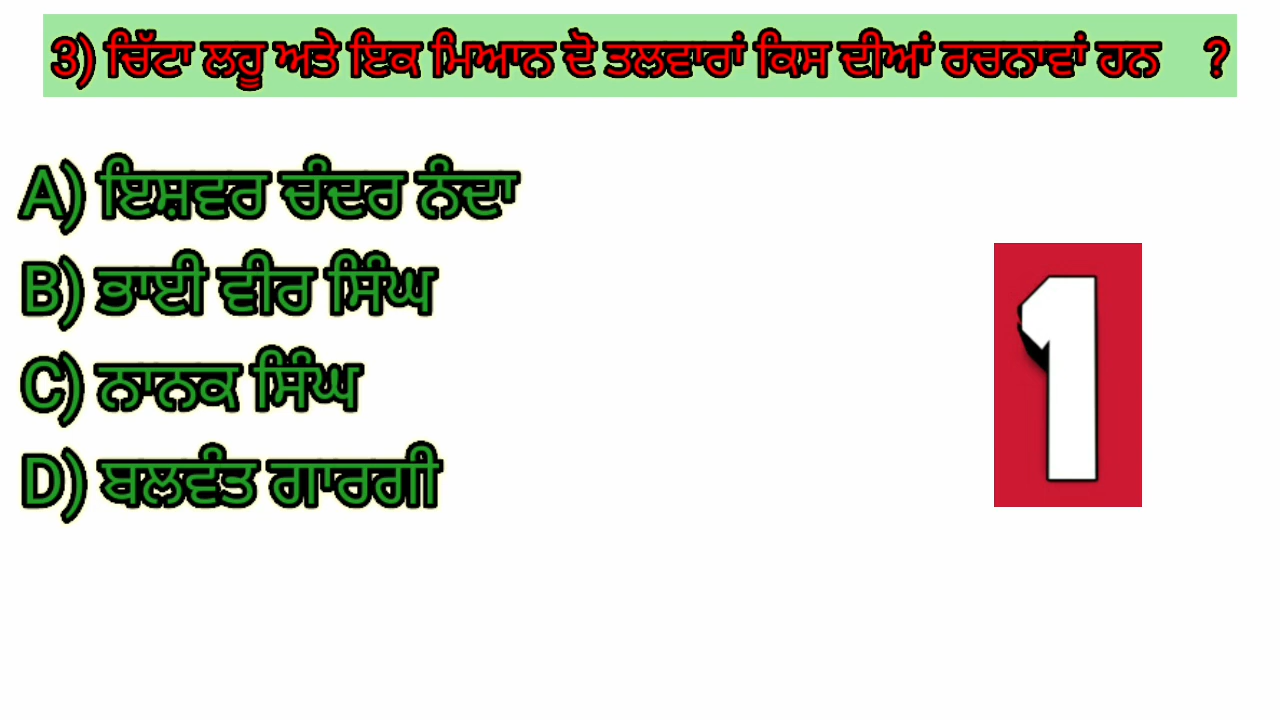 3) ਚਿੱਟਾ ਲਹੂ ਅਤੇ ਇਕ ਮਿਆਨ ਦੋ ਤਲਵਾਰਾਂ ਕਿਸ ਦੀਆਂ ਰਚਨਾਵਾਂ ਹਨ ?
A) ਇਸ਼ਵਰ ਚੰਦਰ ਨੰਦਾ
B) ਭਾਈ ਵੀਰ ਸਿੰਘ
C) ਨਾਨਕ ਸਿੰਘ
D) ਬਲਵੰਤ ਗਾਰਗੀ
1